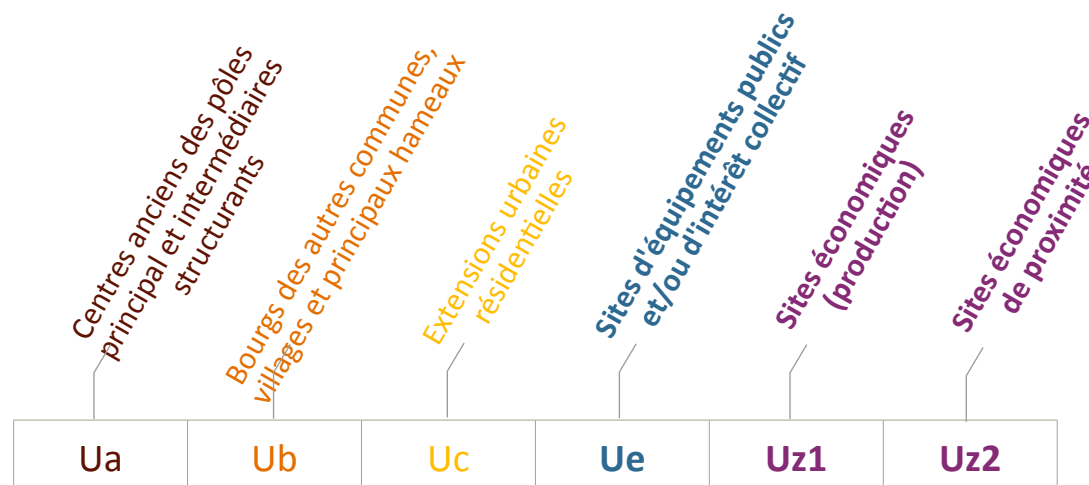 Centres anciens des pôles
principal et intermédiaires
structurants
Bourgs des autres communes,
villages et principaux hameaux
Extensions urbaines
résidentielles
Sites d'équipements publics
et/ou d'intérêt collectif
Sites économiques
(production)
Sites économiques
de proximité
Ua
Ub
Uc
Ue
Uz1
Uz2